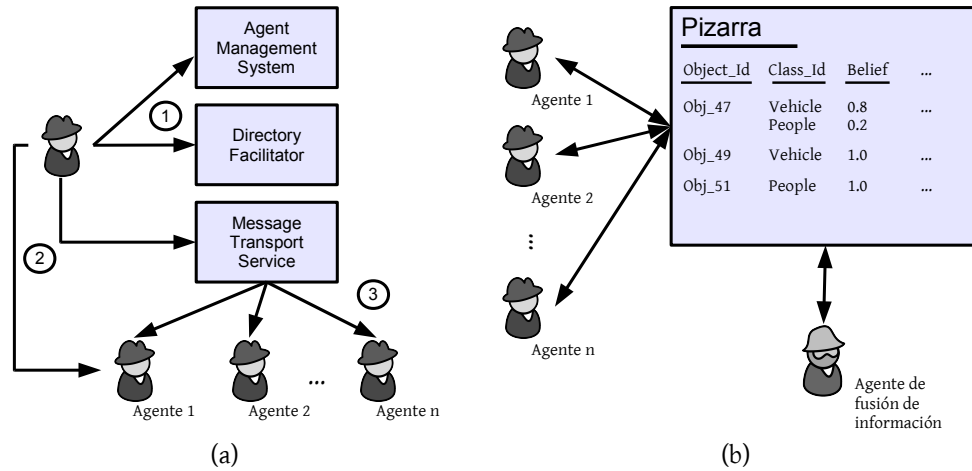 Agent
Management
System
1
Directory
Facilitator
Message
Transport
Service
2
3
Agente 1
Agente 2
...
Agente n
(a)
Agente 1
Agente 2
...
Agente n
Pizarra
Object_Id Class_Id Belief ...
Obj_47 Vehicle 0.8 ...
People 0.2
Obj_49 Vehicle 1.0 ...
Obj_51 People 1.0 ...
Agente de
fusión de
información
(b)